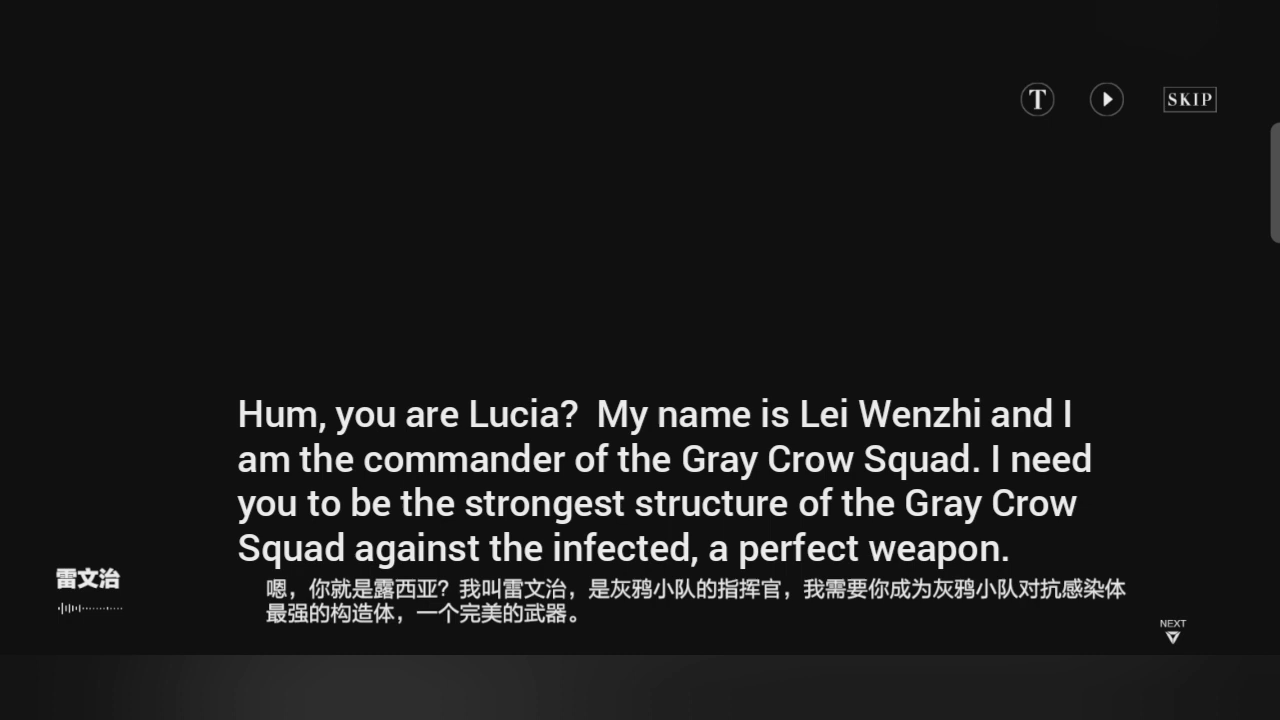 T
SKIP
Hum, you are Lucia? My name is Lei Wenzhi and I
am the commander of the Gray Crow Squad. I need
you to be the strongest structure of the Gray Crow
Squad against the infected, a perfect weapon.
雷文治
嗯，你就是露西亚？我叫雷文治，是灰鸦小队的指挥官，我需要你成为灰鸦小队对抗感染体
最强的构造体，一个完美的武器。
NEXT